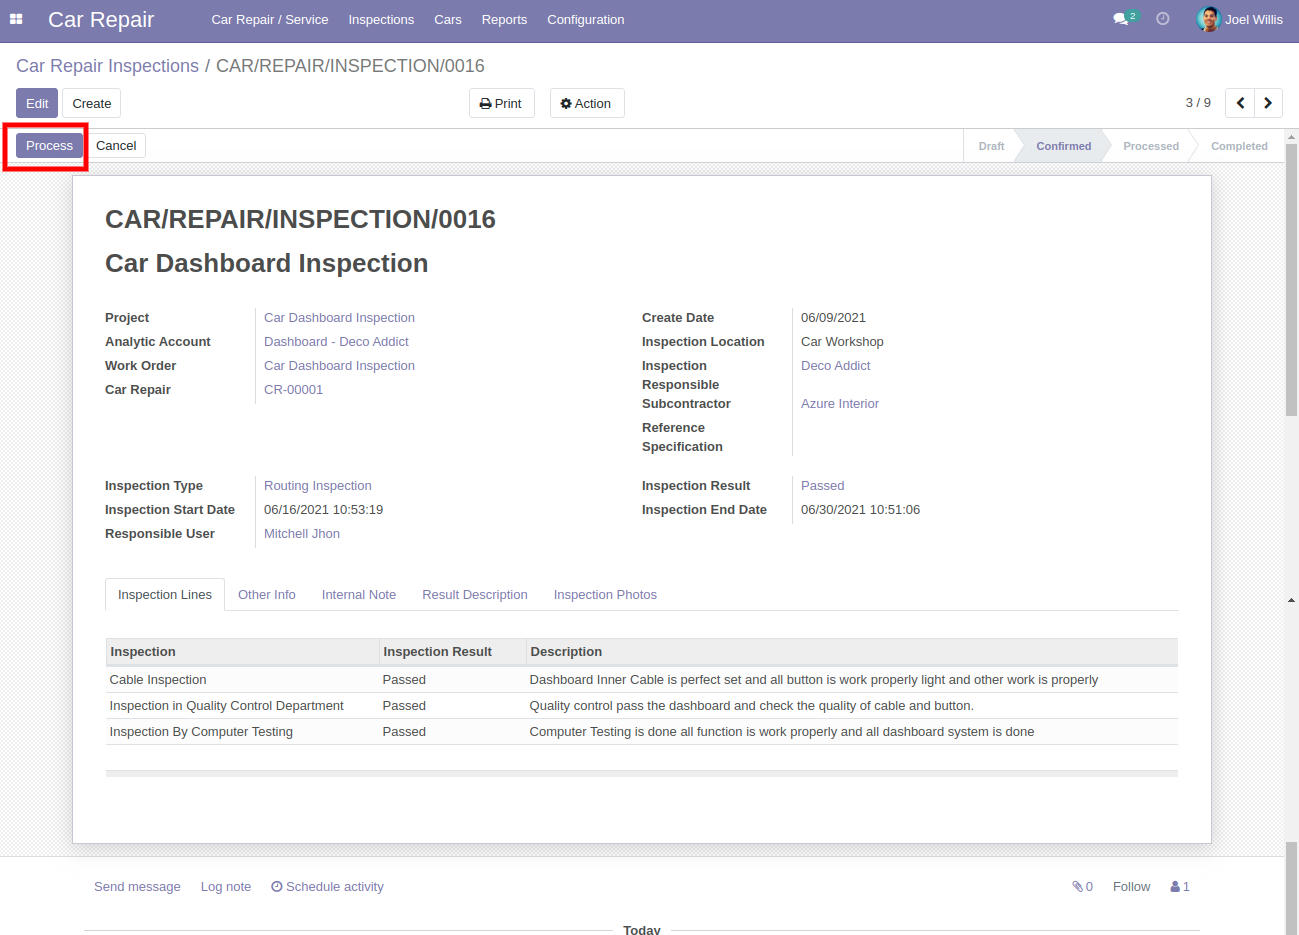 Car Repair Car Repair / Service Inspections Cars Reports Configuration 2 Joel Willis
Car Repair Inspections / CAR/REPAIR/INSPECTION/0016
Edit Create Print Action 3 / 9
Process Cancel Draft Confirmed Processed Completed
CAR/REPAIR/INSPECTION/0016
Car Dashboard Inspection
Project Car Dashboard Inspection
Analytic Account Dashboard - Deco Addict
Work Order Car Dashboard Inspection
Car Repair CR-00001
Create Date 06/09/2021
Inspection Location Car Workshop
Inspection Deco Addict
Responsible
Subcontractor Azure Interior
Reference
Specification
Inspection Type Routing Inspection
Inspection Start Date 06/16/2021 10:53:19
Responsible User Mitchell Jhon
Inspection Result Passed
Inspection End Date 06/30/2021 10:51:06
Inspection Lines Other Info Internal Note Result Description Inspection Photos
Inspection Inspection Result Description
Cable Inspection Passed Dashboard Inner Cable is perfect set and all button is work properly light and other work is properly
Inspection in Quality Control Department Passed Quality control pass the dashboard and check the quality of cable and button.
Inspection By Computer Testing Passed Computer Testing is done all function is work properly and all dashboard system is done
Send message Log note Schedule activity 0 Follow 1
Today